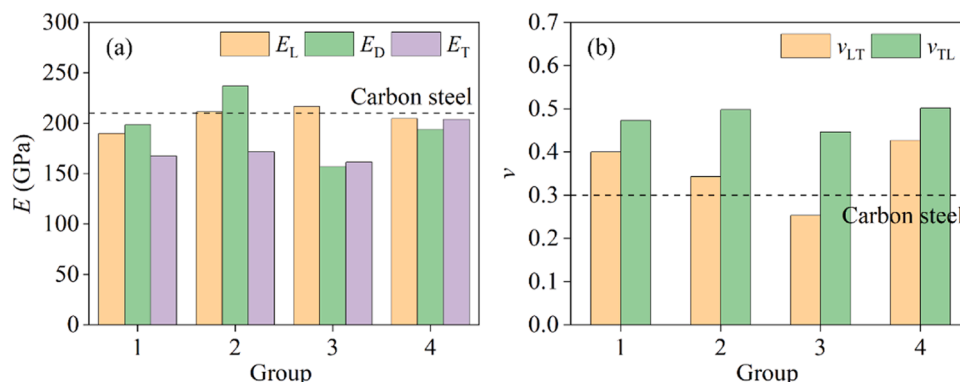 (a)
E_L E_D E_T
Carbon steel
E (GPa)
300
250
200
150
100
50
0
1 2 3 4
Group
(b)
ν_LT ν_TL
Carbon steel
ν
0.7
0.6
0.5
0.4
0.3
0.2
0.1
0.0
1 2 3 4
Group